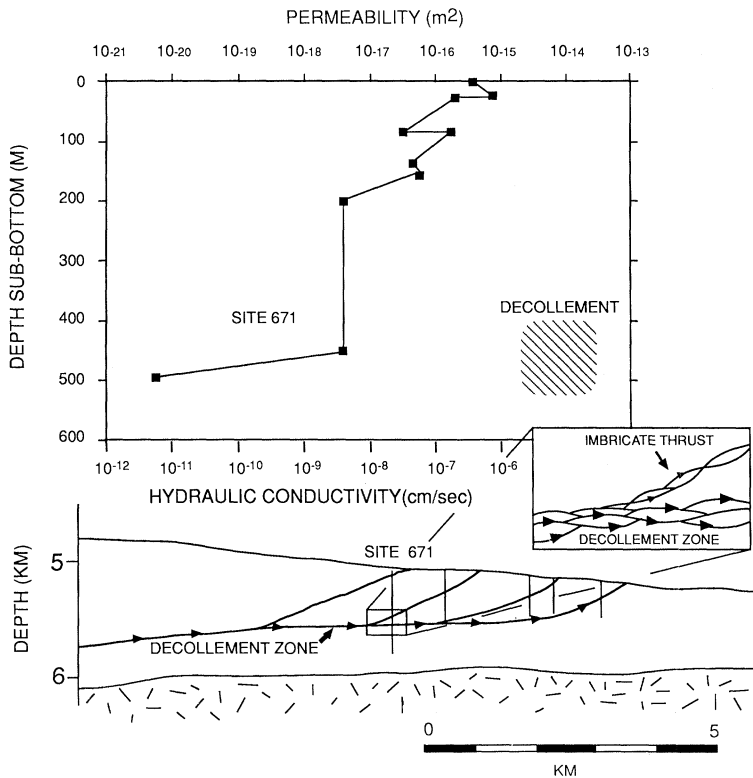 PERMEABILITY (m2)
10-21 10-20 10-19 10-18 10-17 10-16 10-15 10-14 10-13
0
100
200
300
400
500
600
DEPTH SUB-BOTTOM (M)
SITE 671
DECOLLEMENT
10-12 10-11 10-10 10-9 10-8 10-7 10-6
HYDRAULIC CONDUCTIVITY(cm/sec)
IMBRICATE THRUST
DECOLLEMENT ZONE
SITE 671
5
6
DEPTH (KM)
DECOLLEMENT ZONE
0 5
KM